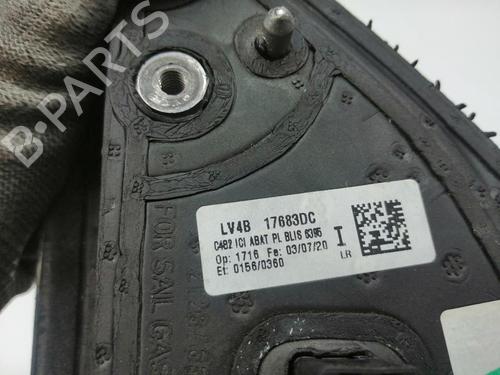 B-PARTS
LV4B 17683DC
C482 ICI ABAT PL BLIS 6395
Op: 1716 Fe: 03/07/20
Et: 0156/0360
I
LR
FOR SAIL GAS